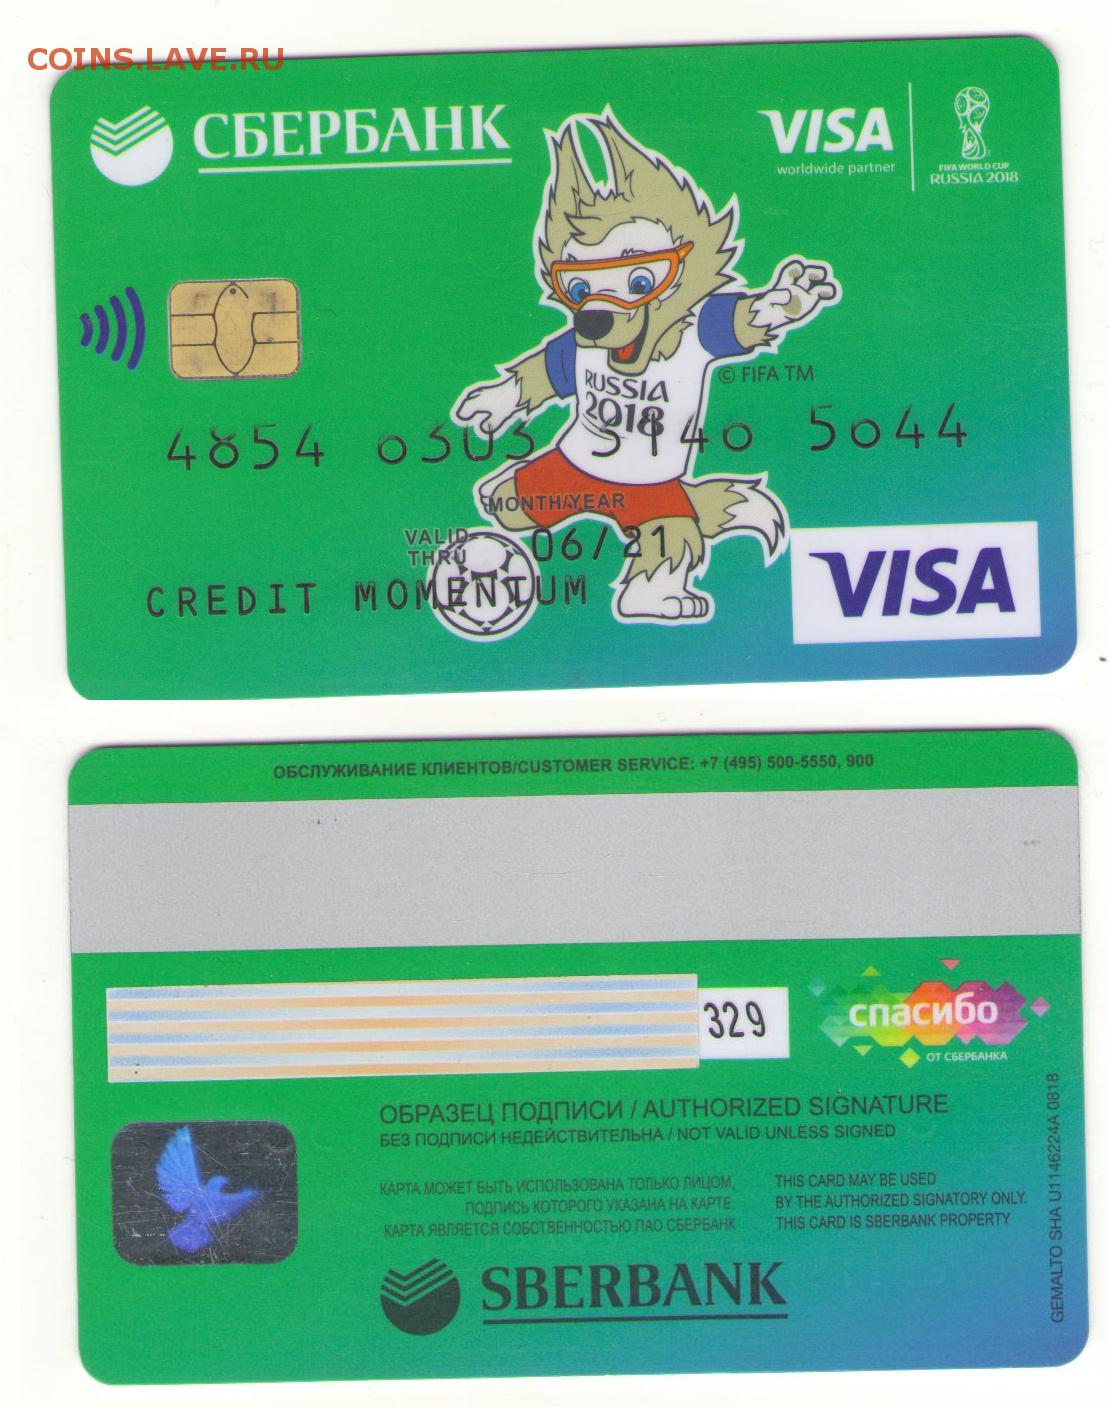 COINS.LAVE.RU
СБЕРБАНК
VISA
worldwide partner
FIFA WORLD CUP
RUSSIA 2018
RUSSIA
2018
© FIFA TM
4854 0303 5140 5044
MONTH/YEAR
VALID
THRU
06/21
CREDIT MOMENTUM
VISA
ОБСЛУЖИВАНИЕ КЛИЕНТОВ/CUSTOMER SERVICE: +7 (495) 500-5550, 900
329
спасибо
ОТ СБЕРБАНКА
ОБРАЗЕЦ ПОДПИСИ / AUTHORIZED SIGNATURE
БЕЗ ПОДПИСИ НЕДЕЙСТВИТЕЛЬНА / NOT VALID UNLESS SIGNED
КАРТА МОЖЕТ БЫТЬ ИСПОЛЬЗОВАНА ТОЛЬКО ЛИЦОМ,
ПОДПИСЬ КОТОРОГО УКАЗАНА НА КАРТЕ.
КАРТА ЯВЛЯЕТСЯ СОБСТВЕННОСТЬЮ ПАО СБЕРБАНК
THIS CARD MAY BE USED
BY THE AUTHORIZED SIGNATORY ONLY.
THIS CARD IS SBERBANK PROPERTY
SBERBANK
GEMALTO SHA U1146224A 0818